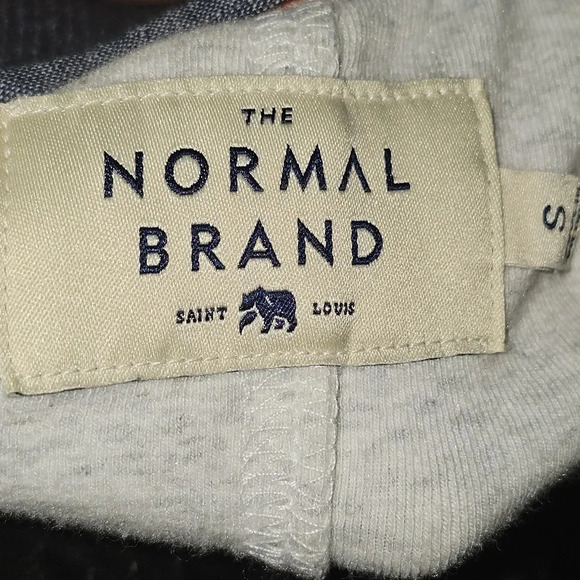 THE
NORMAL
BRAND
SAINT LOUIS
S